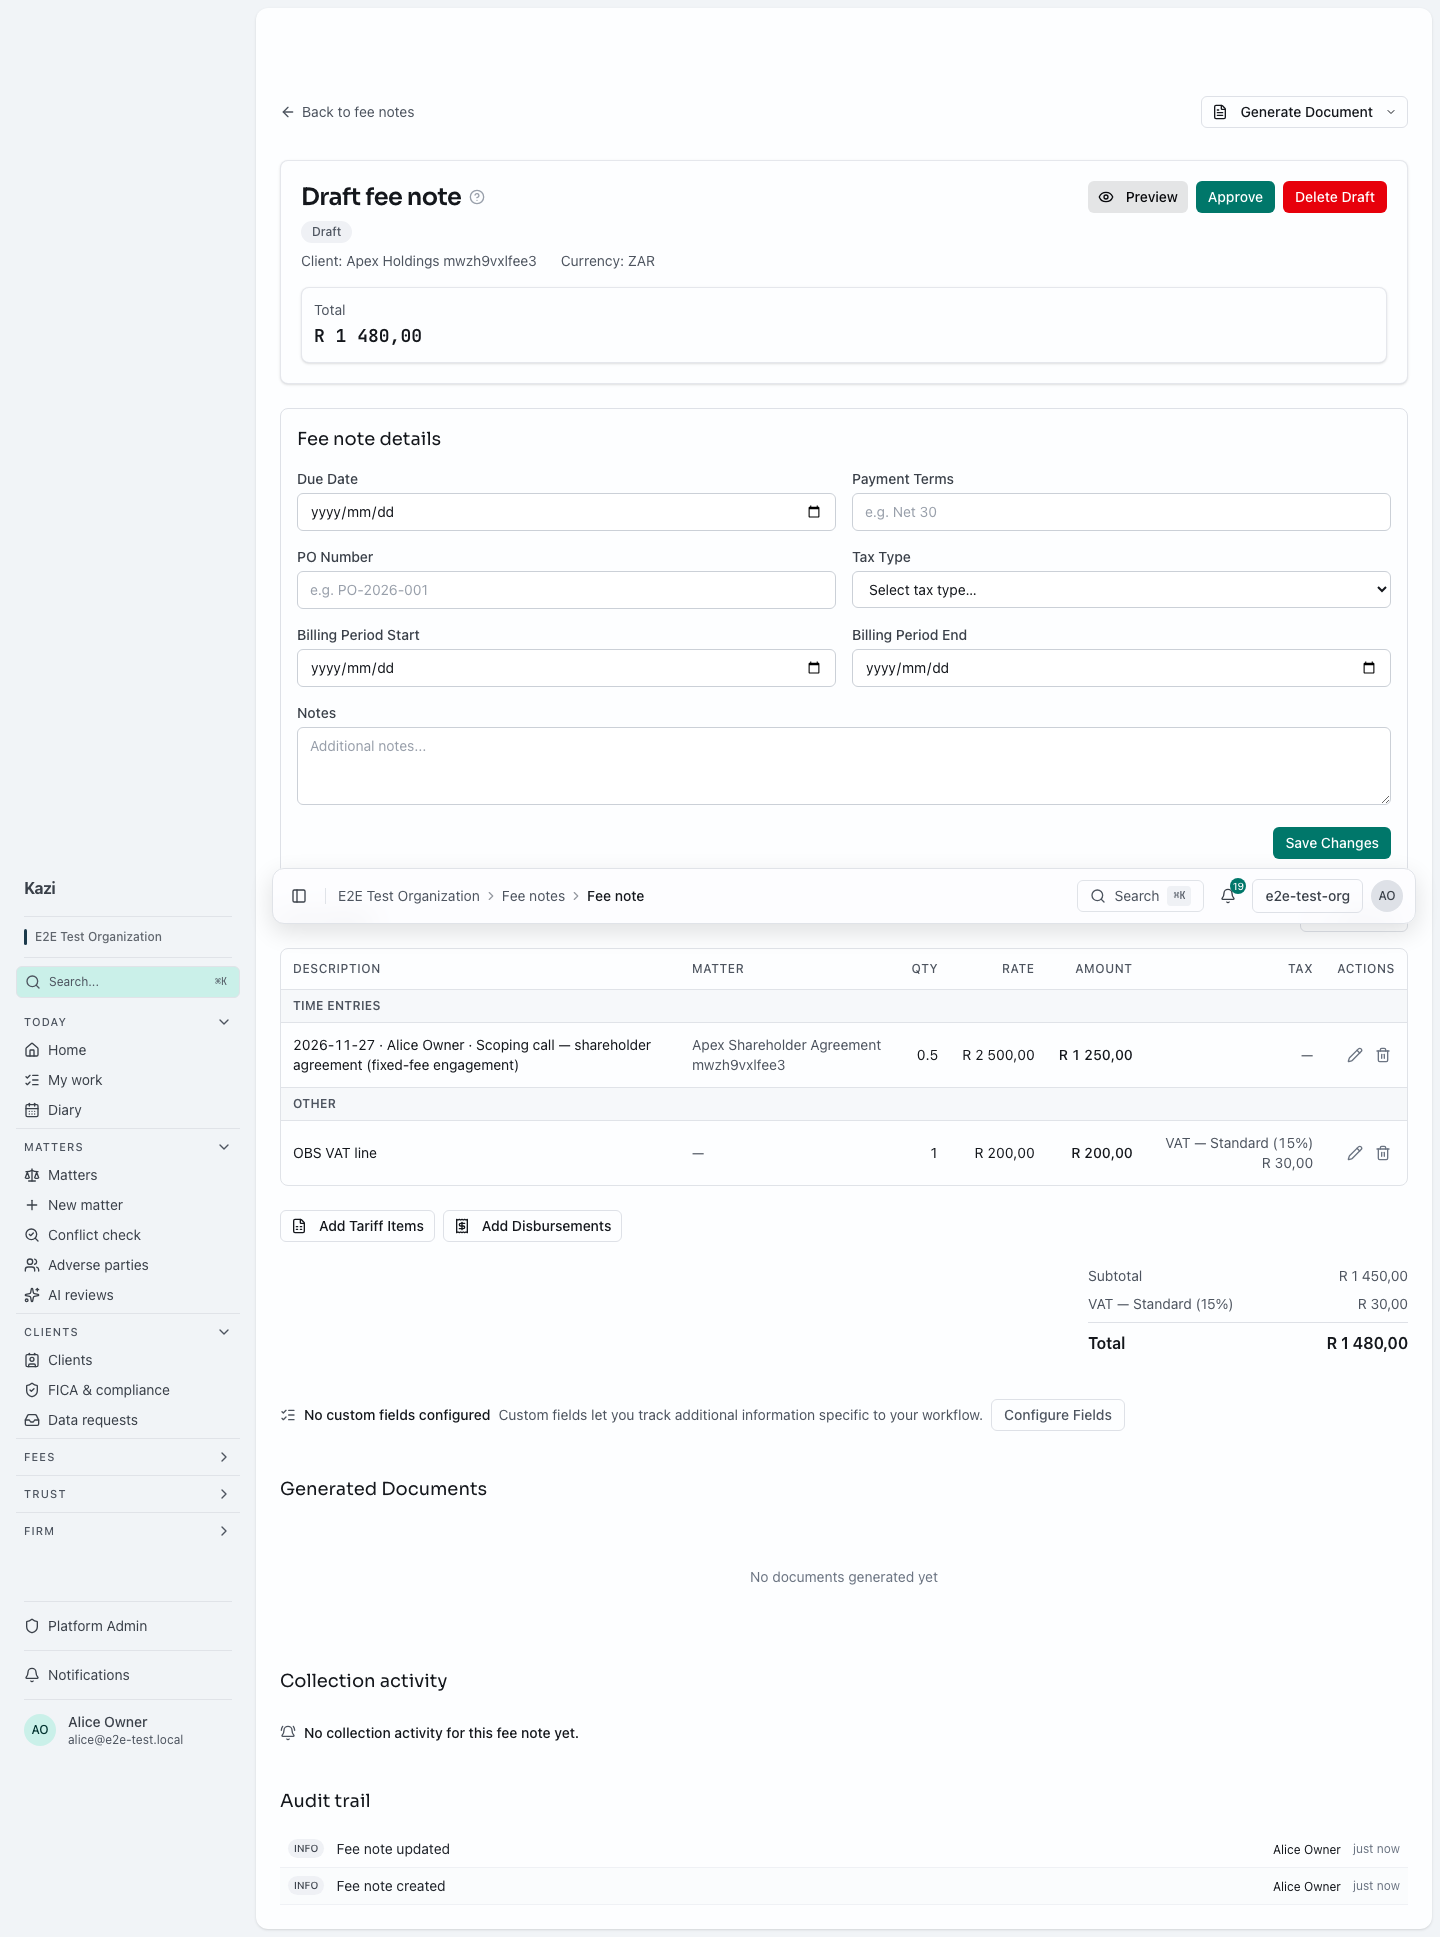 Back to fee notes
Generate Document
Draft fee note
Preview
Approve
Delete Draft
Draft
Client: Apex Holdings mwzh9vxlfee3
Currency: ZAR
Total
R 1 480,00
Fee note details
Due Date
Payment Terms
yyyy/mm/dd
e.g. Net 30
PO Number
Tax Type
e.g. PO-2026-001
Select tax type...
Billing Period Start
Billing Period End
yyyy/mm/dd
yyyy/mm/dd
Notes
Additional notes...
Save Changes
E2E Test Organization
Fee notes
Fee note
Search ⌘K
19
e2e-test-org
AO
Kazi
E2E Test Organization
Search... ⌘K
TODAY
Home
My work
Diary
MATTERS
Matters
New matter
Conflict check
Adverse parties
AI reviews
CLIENTS
Clients
FICA & compliance
Data requests
FEES
TRUST
FIRM
Platform Admin
Notifications
AO
Alice Owner
alice@e2e-test.local
DESCRIPTION MATTER QTY RATE AMOUNT TAX ACTIONS
TIME ENTRIES
2026-11-27 · Alice Owner · Scoping call — shareholder
agreement (fixed-fee engagement)
Apex Shareholder Agreement
mwzh9vxlfee3
0.5 R 2 500,00 R 1 250,00 —
OTHER
OBS VAT line — 1 R 200,00 R 200,00
VAT — Standard (15%)
R 30,00
Add Tariff Items
Add Disbursements
Subtotal R 1 450,00
VAT — Standard (15%) R 30,00
Total R 1 480,00
No custom fields configured Custom fields let you track additional information specific to your workflow.
Configure Fields
Generated Documents
No documents generated yet
Collection activity
No collection activity for this fee note yet.
Audit trail
INFO Fee note updated Alice Owner just now
INFO Fee note created Alice Owner just now